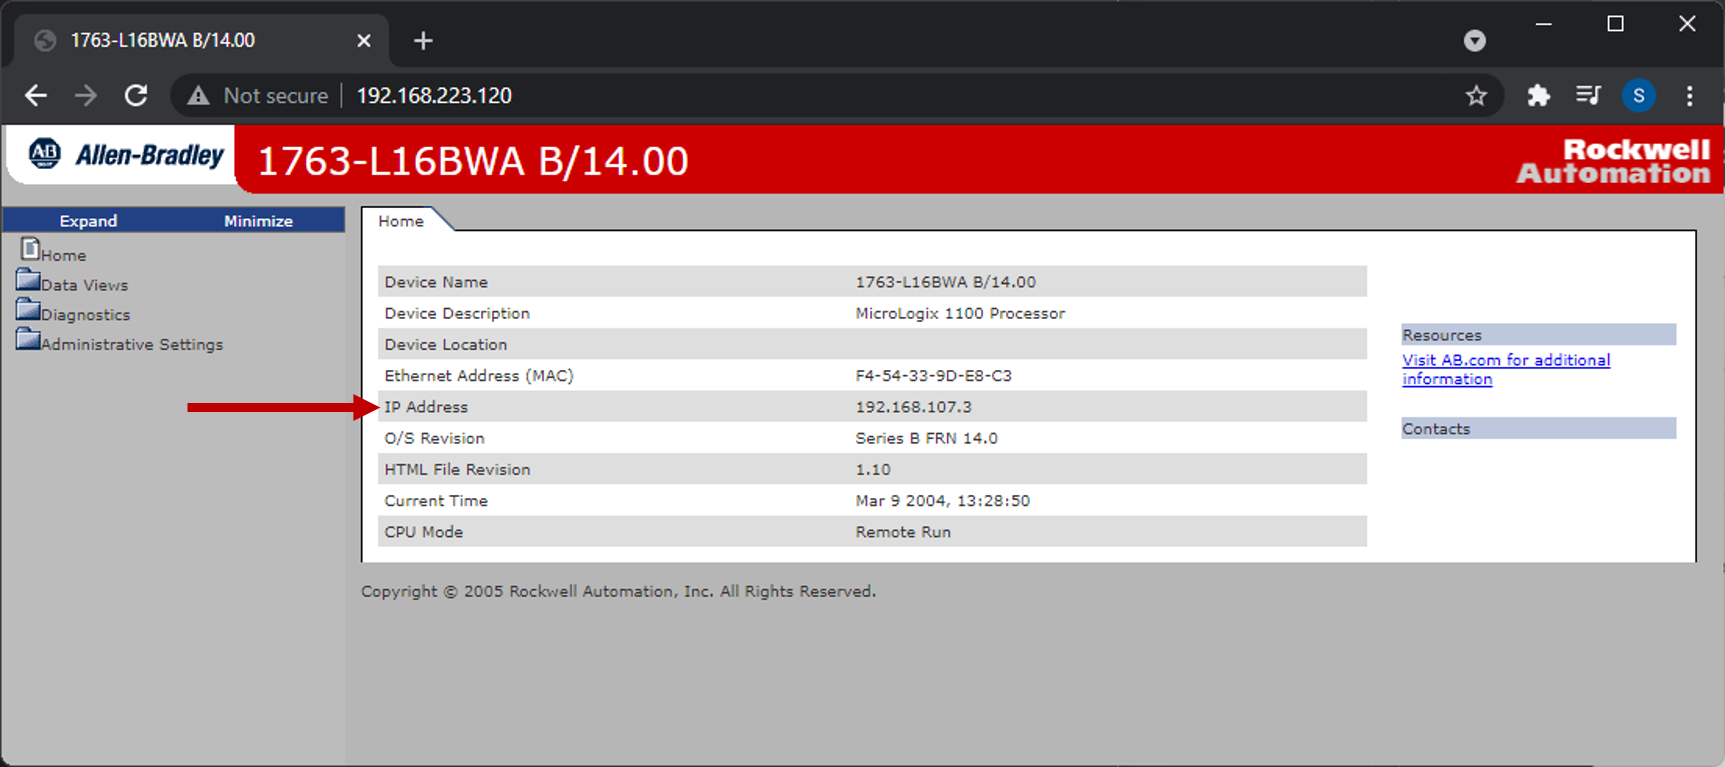 1763-L16BWA B/14.00
Not secure
192.168.223.120
S
AB
Allen-Bradley
1763-L16BWA B/14.00
Rockwell
Automation
Expand Minimize
Home
Data Views
Diagnostics
Administrative Settings
Home
Device Name 1763-L16BWA B/14.00
Device Description MicroLogix 1100 Processor
Device Location
Ethernet Address (MAC) F4-54-33-9D-E8-C3
IP Address 192.168.107.3
O/S Revision Series B FRN 14.0
HTML File Revision 1.10
Current Time Mar 9 2004, 13:28:50
CPU Mode Remote Run
Resources
Visit AB.com for additional
information
Contacts
Copyright © 2005 Rockwell Automation, Inc. All Rights Reserved.